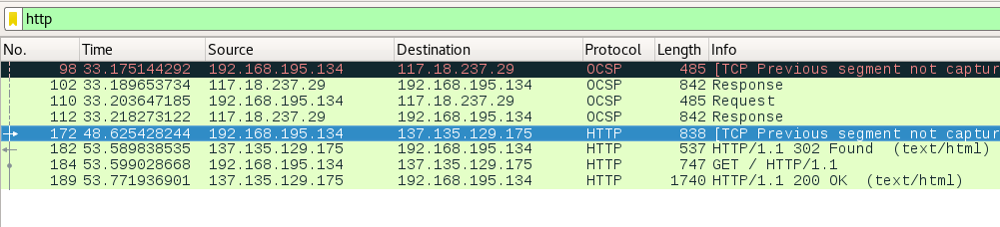 http
No. Time Source Destination Protocol Length Info
98 33.175144292 192.168.195.134 117.18.237.29 OCSP 485 [TCP Previous segment not captur
102 33.189653734 117.18.237.29 192.168.195.134 OCSP 842 Response
110 33.203647185 192.168.195.134 117.18.237.29 OCSP 485 Request
112 33.218273122 117.18.237.29 192.168.195.134 OCSP 842 Response
172 48.625428244 192.168.195.134 137.135.129.175 HTTP 838 [TCP Previous segment not captur
182 53.589838535 137.135.129.175 192.168.195.134 HTTP 537 HTTP/1.1 302 Found (text/html)
184 53.599028668 192.168.195.134 137.135.129.175 HTTP 747 GET / HTTP/1.1
189 53.771936901 137.135.129.175 192.168.195.134 HTTP 1740 HTTP/1.1 200 OK (text/html)